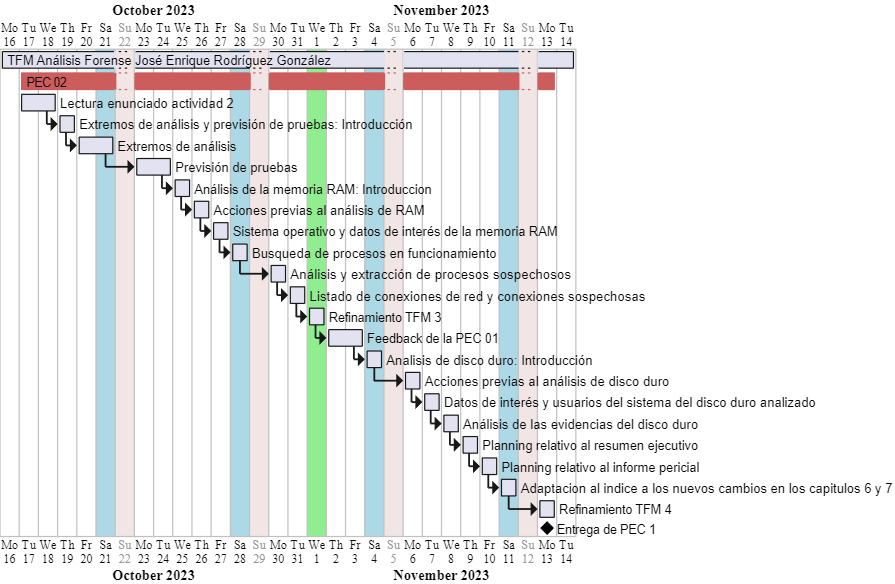 October 2023 November 2023
Mo Tu We Th Fr Sa Su Mo Tu We Th Fr Sa Su Mo Tu We Th Fr Sa Su Mo Tu We Th Fr Sa Su Mo Tu
16 17 18 19 20 21 22 23 24 25 26 27 28 29 30 31 1 2 3 4 5 6 7 8 9 10 11 12 13 14
TFM Análisis Forense José Enrique Rodríguez González
PEC 02
Lectura enunciado actividad 2
Extremos de análisis y previsión de pruebas: Introducción
Extremos de análisis
Previsión de pruebas
Análisis de la memoria RAM: Introduccion
Acciones previas al análisis de RAM
Sistema operativo y datos de interés de la memoria RAM
Busqueda de procesos en funcionamiento
Análisis y extracción de procesos sospechosos
Listado de conexiones de red y conexiones sospechosas
Refinamiento TFM 3
Feedback de la PEC 01
Analisis de disco duro: Introducción
Acciones previas al análisis de disco duro
Datos de interés y usuarios del sistema del disco duro analizado
Análisis de las evidencias del disco duro
Planning relativo al resumen ejecutivo
Planning relativo al informe pericial
Adaptacion al indice a los nuevos cambios en los capitulos 6 y 7
Refinamiento TFM 4
Entrega de PEC 1
Mo Tu We Th Fr Sa Su Mo Tu We Th Fr Sa Su Mo Tu We Th Fr Sa Su Mo Tu We Th Fr Sa Su Mo Tu
16 17 18 19 20 21 22 23 24 25 26 27 28 29 30 31 1 2 3 4 5 6 7 8 9 10 11 12 13 14
October 2023 November 2023